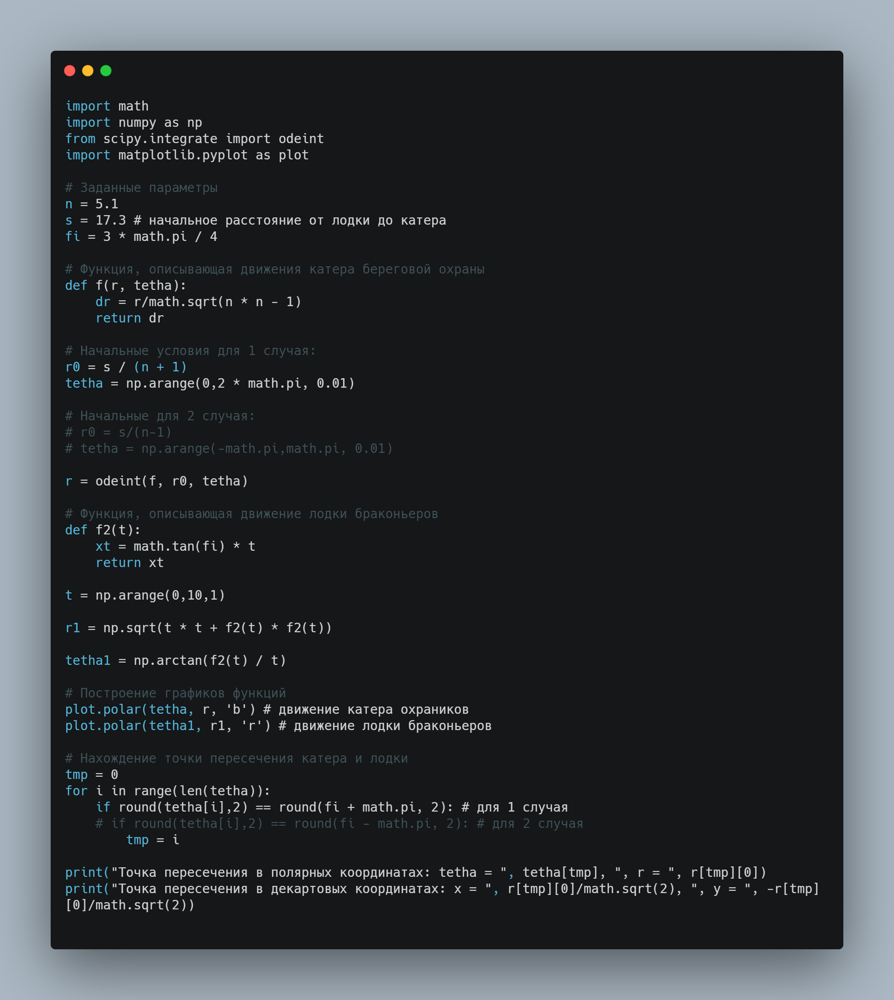 import math
import numpy as np
from scipy.integrate import odeint
import matplotlib.pyplot as plot

# Заданные параметры
n = 5.1
s = 17.3 # начальное расстояние от лодки до катера
fi = 3 * math.pi / 4

# Функция, описывающая движения катера береговой охраны
def f(r, tetha):
    dr = r/math.sqrt(n * n - 1)
    return dr

# Начальные условия для 1 случая:
r0 = s / (n + 1)
tetha = np.arange(0,2 * math.pi, 0.01)

# Начальные для 2 случая:
# r0 = s/(n-1)
# tetha = np.arange(-math.pi,math.pi, 0.01)

r = odeint(f, r0, tetha)

# Функция, описывающая движение лодки браконьеров
def f2(t):
    xt = math.tan(fi) * t
    return xt

t = np.arange(0,10,1)

r1 = np.sqrt(t * t + f2(t) * f2(t))

tetha1 = np.arctan(f2(t) / t)

# Построение графиков функций
plot.polar(tetha, r, 'b') # движение катера охраников
plot.polar(tetha1, r1, 'r') # движение лодки браконьеров

# Нахождение точки пересечения катера и лодки
tmp = 0
for i in range(len(tetha)):
    if round(tetha[i],2) == round(fi + math.pi, 2): # для 1 случая
    # if round(tetha[i],2) == round(fi - math.pi, 2): # для 2 случая
        tmp = i

print("Точка пересечения в полярных координатах: tetha = ", tetha[tmp], ", r = ", r[tmp][0])
print("Точка пересечения в декартовых координатах: x = ", r[tmp][0]/math.sqrt(2), ", y = ", -r[tmp]
[0]/math.sqrt(2))